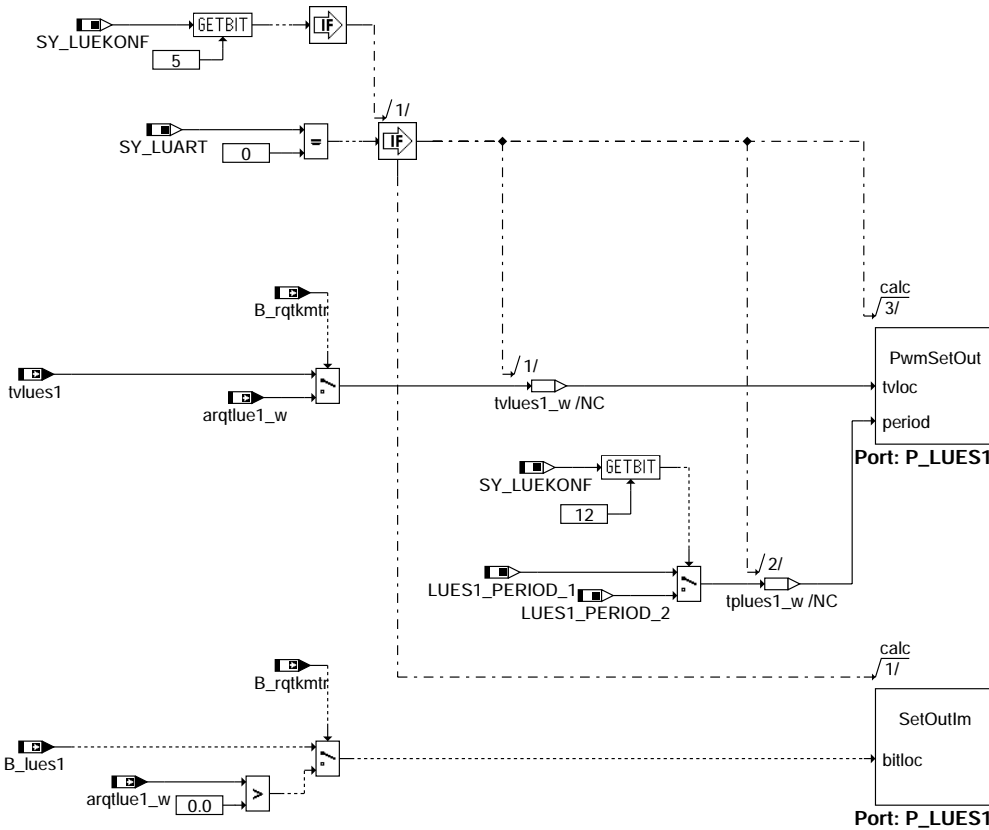 GETBIT
IF
SY_LUEKONF
5
/1/
SY_LUART
0
=
IF
B_rqtkmtr
calc
3/
tvlues1
arqtlue1_w
/1/
tvlues1_w /NC
PwmSetOut
tvloc
period
Port: P_LUES1
SY_LUEKONF
GETBIT
12
LUES1_PERIOD_1
LUES1_PERIOD_2
/2/
tplues1_w /NC
B_rqtkmtr
calc
1/
B_lues1
arqtlue1_w
0.0
>
SetOutIm
bitloc
Port: P_LUES1